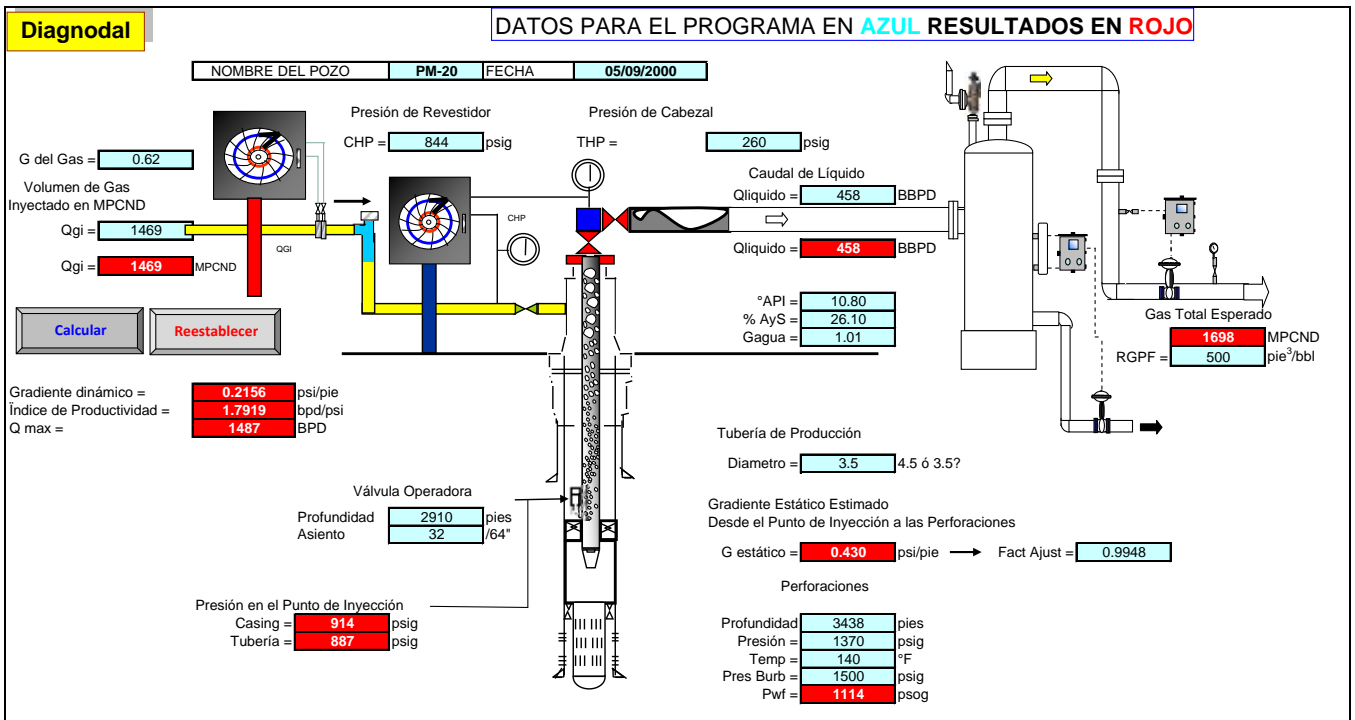 Diagnodal
DATOS PARA EL PROGRAMA EN AZUL RESULTADOS EN ROJO
NOMBRE DEL POZO PM-20 FECHA 05/09/2000
Presión de Revestidor
CHP = 844 psig
Presión de Cabezal
THP = 260 psig
G del Gas = 0.62
Volumen de Gas
Inyectado en MPCND
Qgi = 1469
Qgi = 1469 MPCND
QGI
CHP
Caudal de Líquido
Qliquido = 458 BBPD
Qliquido = 458 BBPD
°API = 10.80
% AyS = 26.10
Gagua = 1.01
Gas Total Esperado
1698 MPCND
RGPF = 500 pie³/bbl
Calcular
Reestablecer
Gradiente dinámico = 0.2156 psi/pie
Ïndice de Productividad = 1.7919 bpd/psi
Q max = 1487 BPD
Tubería de Producción
Diametro = 3.5 4.5 ó 3.5?
Válvula Operadora
Profundidad 2910 pies
Asiento 32 /64"
Gradiente Estático Estimado
Desde el Punto de Inyección a las Perforaciones
G estático = 0.430 psi/pie Fact Ajust = 0.9948
Presión en el Punto de Inyección
Casing = 914 psig
Tubería = 887 psig
Perforaciones
Profundidad 3438 pies
Presión = 1370 psig
Temp = 140 °F
Pres Burb = 1500 psig
Pwf = 1114 psog